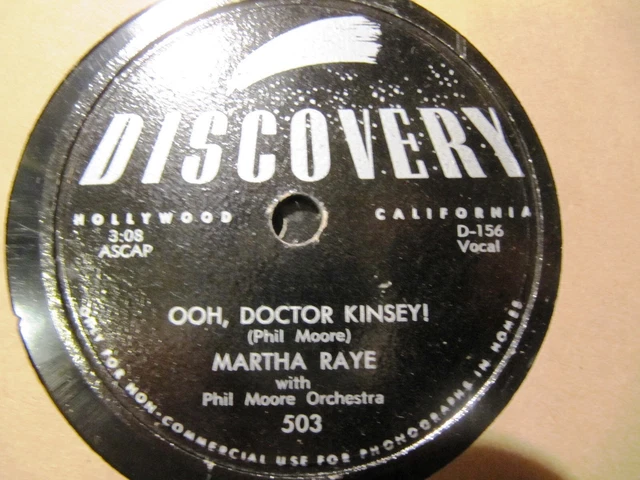 DISCOVERY
HOLLYWOOD CALIFORNIA
3:08 D-156
ASCAP Vocal
OOH, DOCTOR KINSEY!
(Phil Moore)
MARTHA RAYE
with
Phil Moore Orchestra
503
ONLY FOR NON-COMMERCIAL USE FOR PHONOGRAPHS IN HOMES